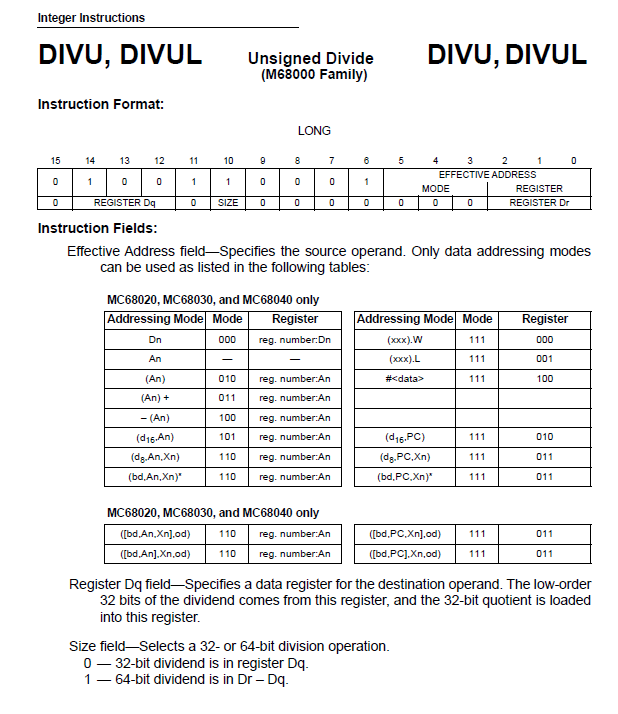 Integer Instructions
DIVU, DIVUL Unsigned Divide DIVU, DIVUL
(M68000 Family)
Instruction Format:
LONG
15 14 13 12 11 10 9 8 7 6 5 4 3 2 1 0
0 1 0 0 1 1 0 0 0 1 EFFECTIVE ADDRESS
MODE REGISTER
0 REGISTER Dq 0 SIZE 0 0 0 0 0 0 0 REGISTER Dr
Instruction Fields:
Effective Address field—Specifies the source operand. Only data addressing modes
can be used as listed in the following tables:
MC68020, MC68030, and MC68040 only
Addressing Mode Mode Register Addressing Mode Mode Register
Dn 000 reg. number:Dn (xxx).W 111 000
An — — (xxx).L 111 001
(An) 010 reg. number:An #<data> 111 100
(An) + 011 reg. number:An
– (An) 100 reg. number:An
(d16,An) 101 reg. number:An (d16,PC) 111 010
(d8,An,Xn) 110 reg. number:An (d8,PC,Xn) 111 011
(bd,An,Xn)* 110 reg. number:An (bd,PC,Xn)* 111 011
MC68020, MC68030, and MC68040 only
([bd,An,Xn],od) 110 reg. number:An ([bd,PC,Xn],od) 111 011
([bd,An],Xn,od) 110 reg. number:An ([bd,PC],Xn,od) 111 011
Register Dq field—Specifies a data register for the destination operand. The low-order
32 bits of the dividend comes from this register, and the 32-bit quotient is loaded
into this register.
Size field—Selects a 32- or 64-bit division operation.
0 — 32-bit dividend is in register Dq.
1 — 64-bit dividend is in Dr – Dq.